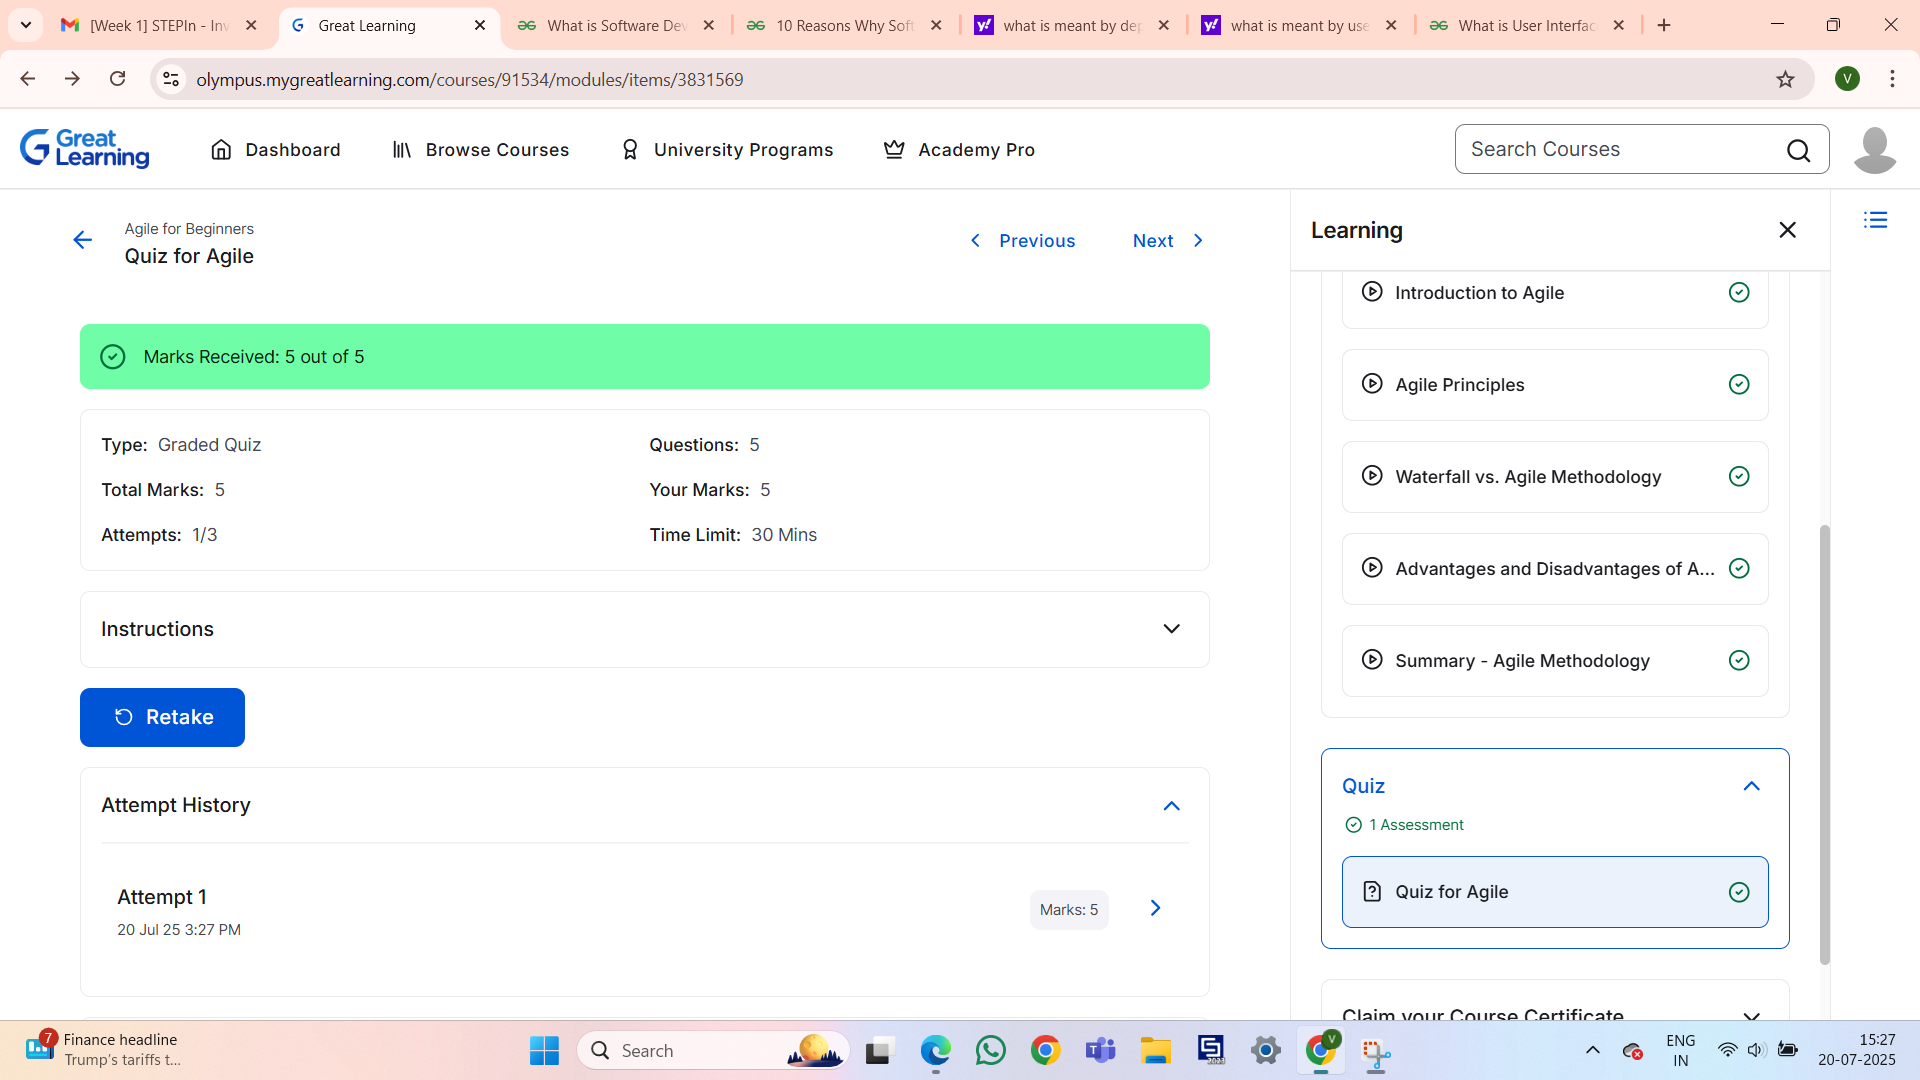 [Week 1] STEPIn - Inv
Great Learning
What is Software Dev
10 Reasons Why Soft
what is meant by dep
what is meant by use
What is User Interfac
olympus.mygreatlearning.com/courses/91534/modules/items/3831569
V
Great
Learning
Dashboard
Browse Courses
University Programs
Academy Pro
Search Courses
Agile for Beginners
Quiz for Agile
Previous
Next
Marks Received: 5 out of 5
Type: Graded Quiz
Questions: 5
Total Marks: 5
Your Marks: 5
Attempts: 1/3
Time Limit: 30 Mins
Instructions
Retake
Attempt History
Attempt 1
20 Jul 25 3:27 PM
Marks: 5
Learning
Introduction to Agile
Agile Principles
Waterfall vs. Agile Methodology
Advantages and Disadvantages of A...
Summary - Agile Methodology
Quiz
1 Assessment
Quiz for Agile
Claim your Course Certificate
7
Finance headline
Trump's tariffs t...
Search
V
ENG
IN
15:27
20-07-2025